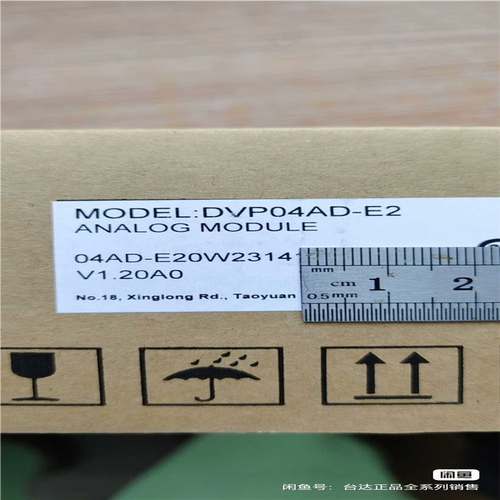 MODEL:DVP04AD-E2
ANALOG MODULE
04AD-E20W2314
V1.20A0
No.18, Xinglong Rd., Taoyuan
mm
cm 1 2
0.5mm
闲鱼
闲鱼号：台达正品全系列销售